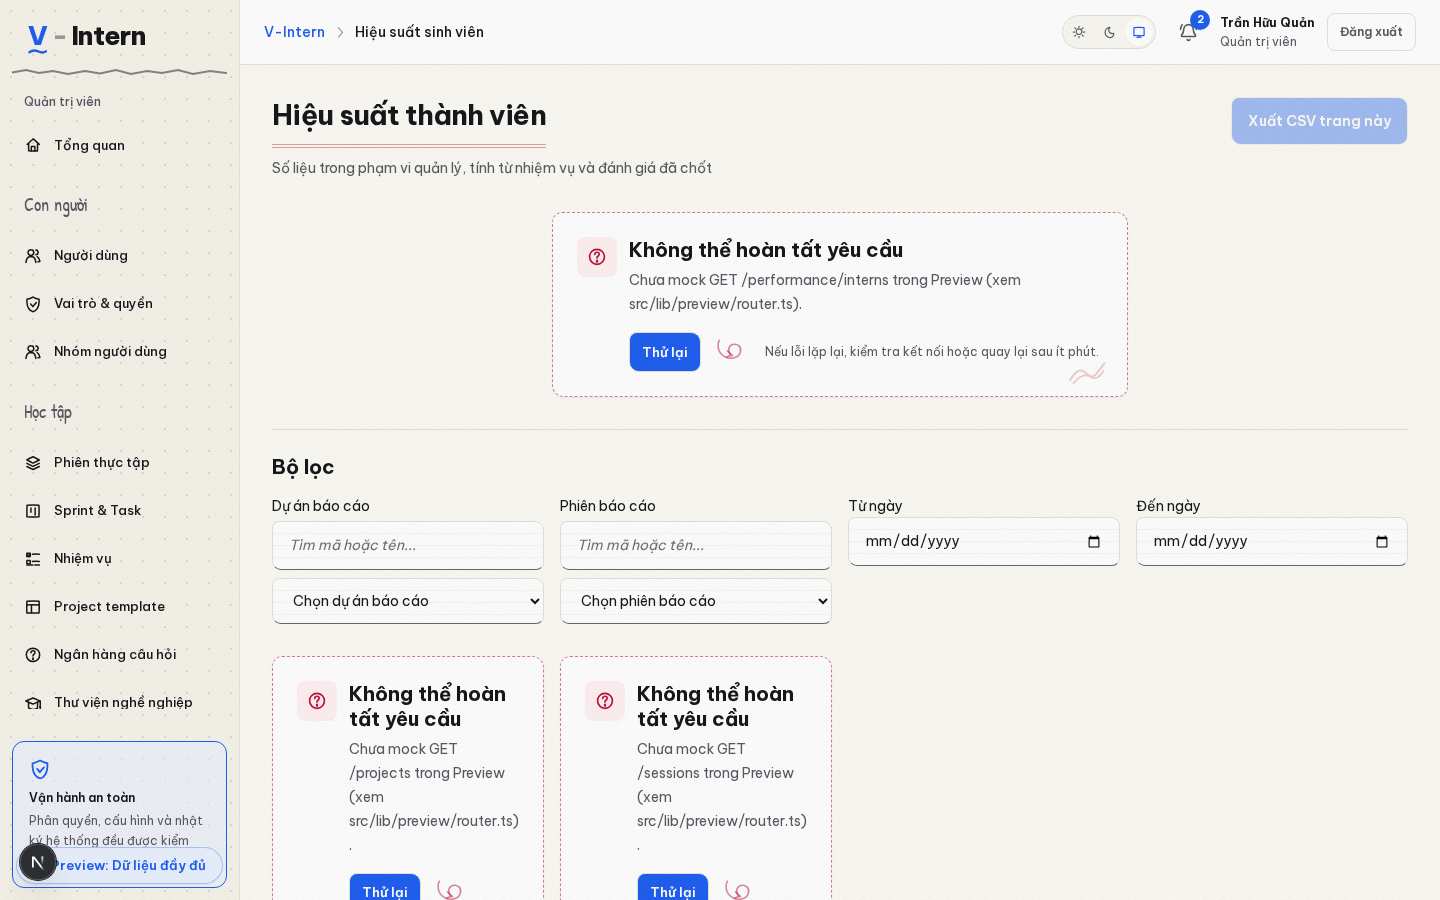 V - Intern
Quản trị viên
Tổng quan
Con người
Người dùng
Vai trò & quyền
Nhóm người dùng
Học tập
Phiên thực tập
Sprint & Task
Nhiệm vụ
Project template
Ngân hàng câu hỏi
Thư viện nghề nghiệp
Vận hành an toàn
Phân quyền, cấu hình và nhật
ký hệ thống đều được kiểm
Preview: Dữ liệu đầy đủ
V-Intern
Hiệu suất sinh viên
2
Trần Hữu Quản
Quản trị viên
Đăng xuất
Hiệu suất thành viên
Xuất CSV trang này
Số liệu trong phạm vi quản lý, tính từ nhiệm vụ và đánh giá đã chốt
Không thể hoàn tất yêu cầu
Chưa mock GET /performance/interns trong Preview (xem
src/lib/preview/router.ts).
Thử lại
Nếu lỗi lặp lại, kiểm tra kết nối hoặc quay lại sau ít phút.
Bộ lọc
Dự án báo cáo
Phiên báo cáo
Từ ngày
Đến ngày
Tìm mã hoặc tên...
Tìm mã hoặc tên...
mm/dd/yyyy
mm/dd/yyyy
Chọn dự án báo cáo
Chọn phiên báo cáo
Không thể hoàn
tất yêu cầu
Chưa mock GET
/projects trong Preview
(xem
src/lib/preview/router.ts)
.
Thử lại
Không thể hoàn
tất yêu cầu
Chưa mock GET
/sessions trong Preview
(xem
src/lib/preview/router.ts)
.
Thử lại